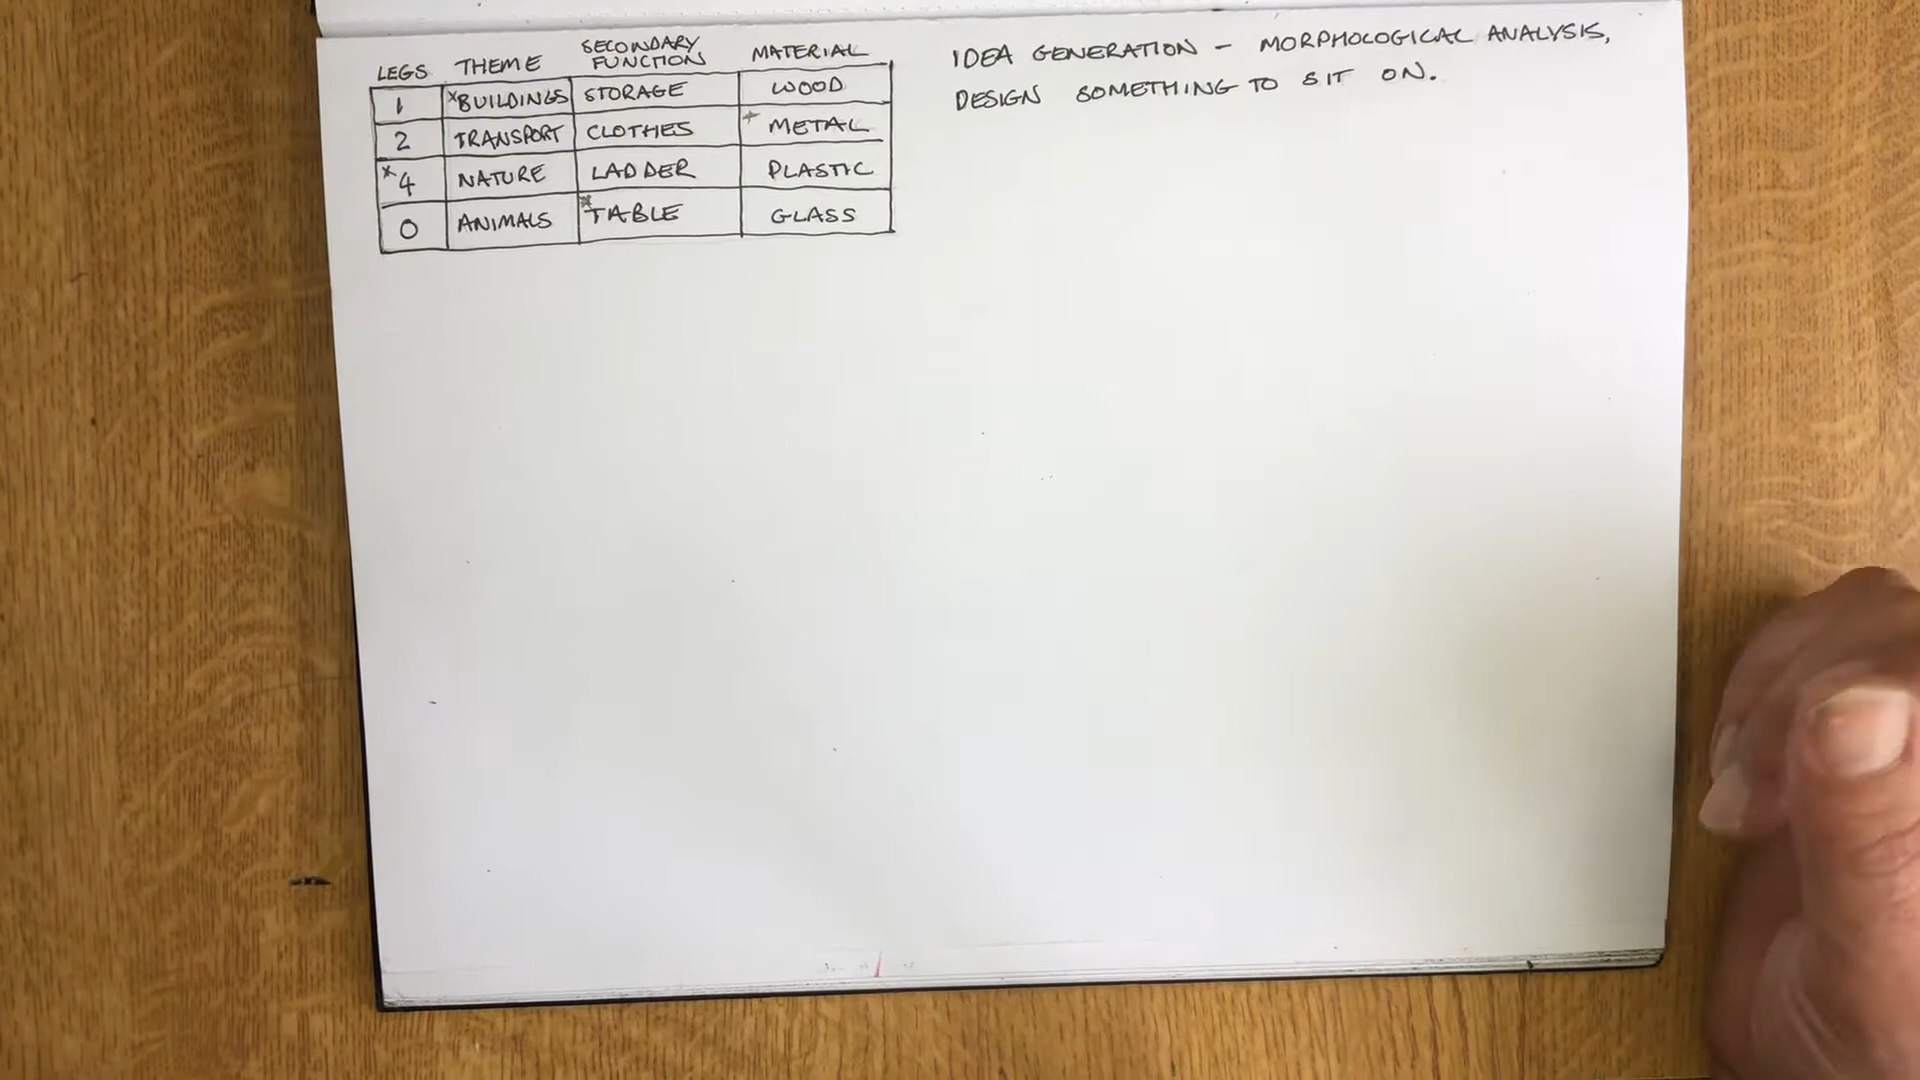 IDEA GENERATION - MORPHOLOGICAL ANALYSIS,
DESIGN SOMETHING TO SIT ON.
LEGS THEME SECONDARY FUNCTION MATERIAL
1 *BUILDINGS STORAGE WOOD
2 TRANSPORT CLOTHES +METAL
*4 NATURE LADDER PLASTIC
0 ANIMALS *TABLE GLASS